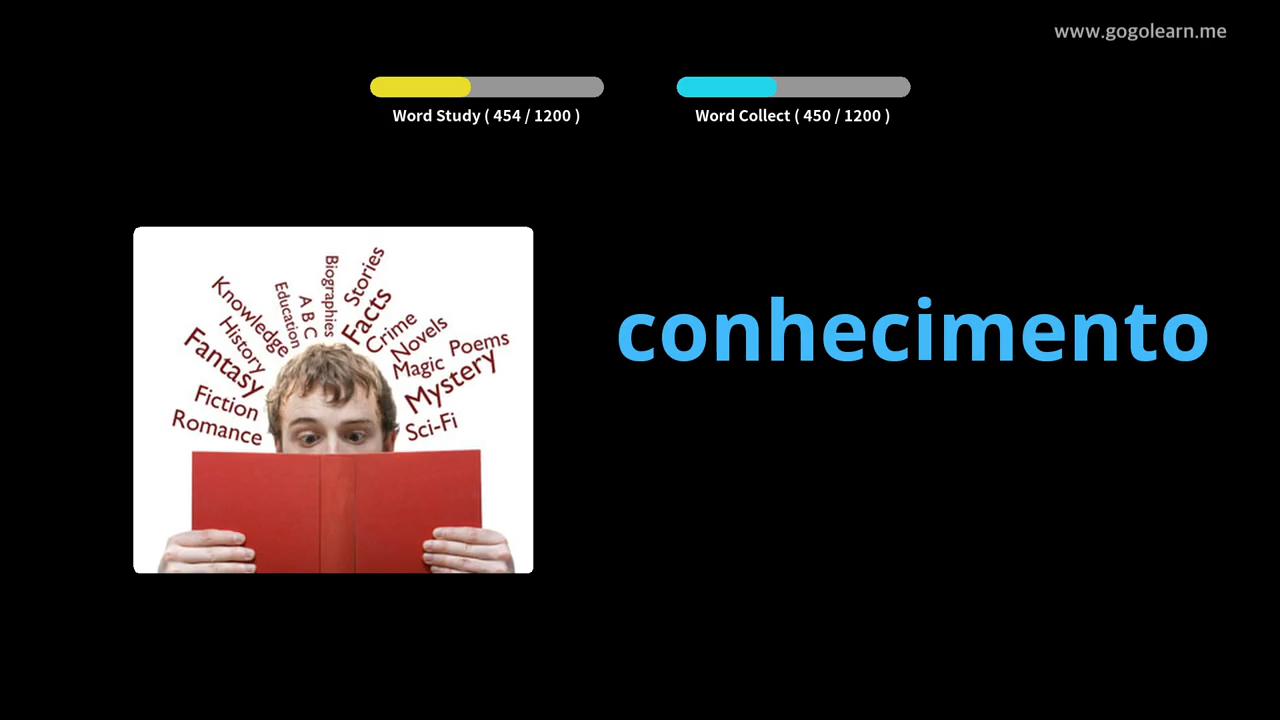 www.gogolearn.me
Word Study ( 454 / 1200 )
Word Collect ( 450 / 1200 )
conhecimento
Biographies
Stories
Education
A B C
Facts
Knowledge
History
Crime
Novels
Poems
Fantasy
Magic
Mystery
Fiction
Romance
Sci-Fi